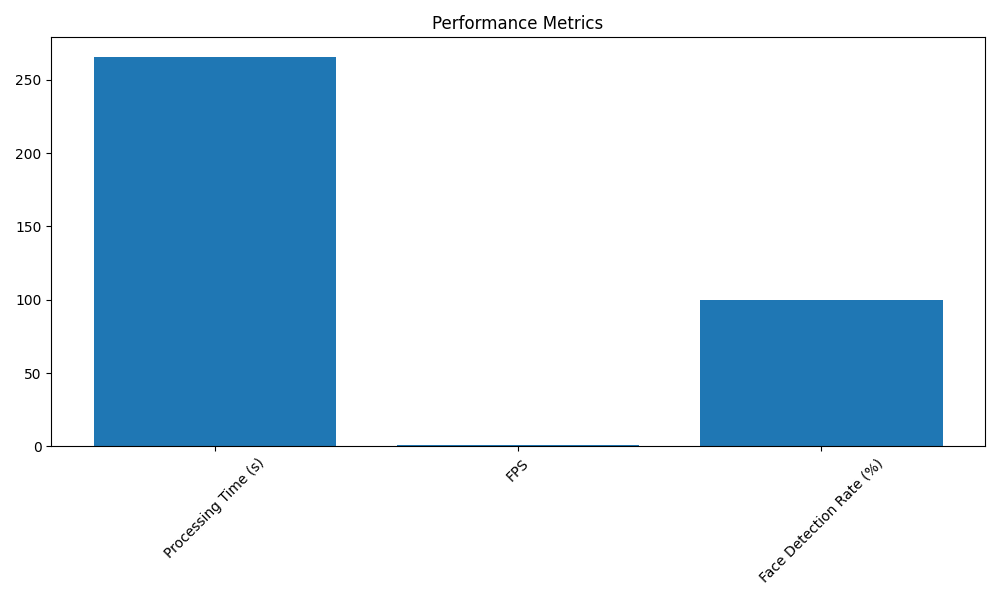 Performance Metrics
250
200
150
100
50
0
Processing Time (s)
FPS
Face Detection Rate (%)